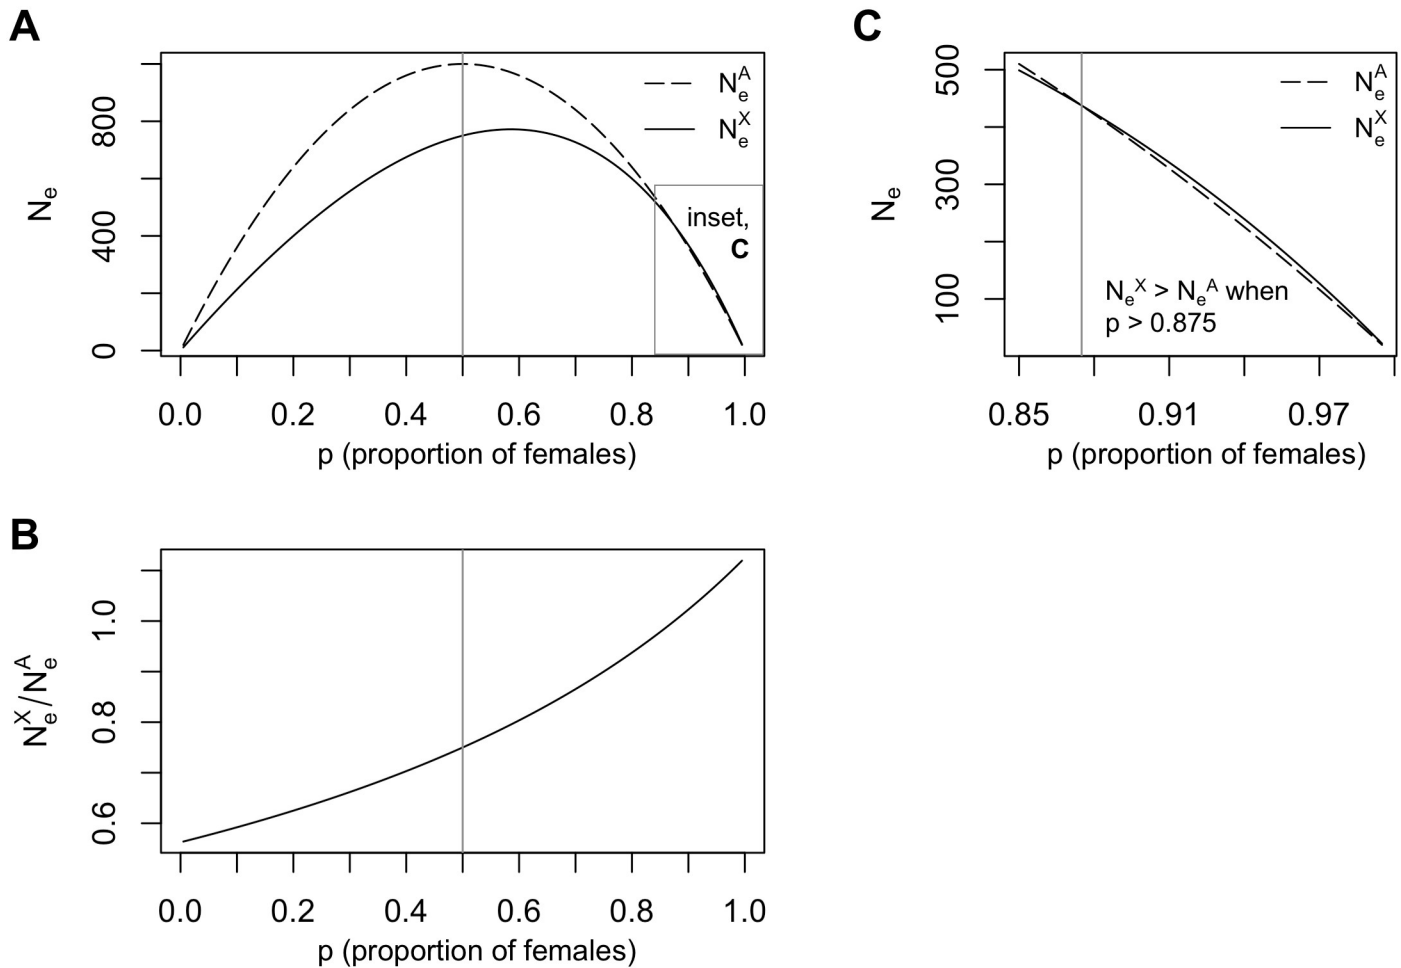 A
N_e^A
N_e^X
inset,
C
N_e
0 400 800
0.0 0.2 0.4 0.6 0.8 1.0
p (proportion of females)
C
N_e^A
N_e^X
N_e^X > N_e^A when
p > 0.875
N_e
100 300 500
0.85 0.91 0.97
p (proportion of females)
B
N_e^X/N_e^A
0.6 0.8 1.0
0.0 0.2 0.4 0.6 0.8 1.0
p (proportion of females)